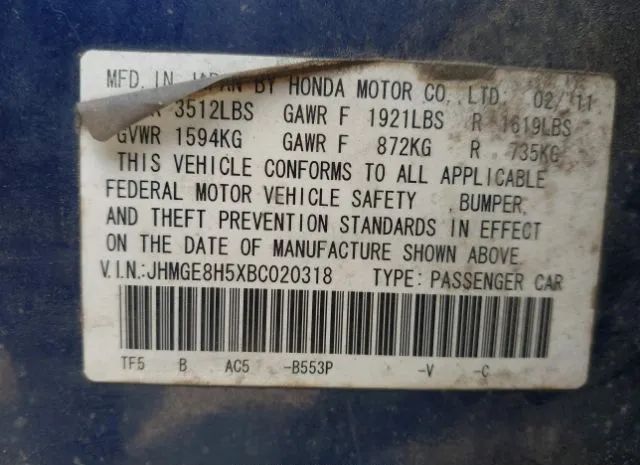 MFD. IN JAPAN BY HONDA MOTOR CO., LTD. 02/11
3512LBS GAWR F 1921LBS R 1619LBS
GVWR 1594KG GAWR F 872KG R 735KG
THIS VEHICLE CONFORMS TO ALL APPLICABLE
FEDERAL MOTOR VEHICLE SAFETY ,BUMPER,
AND THEFT PREVENTION STANDARDS IN EFFECT
ON THE DATE OF MANUFACTURE SHOWN ABOVE.
V.I.N.:JHMGE8H5XBC020318 TYPE: PASSENGER CAR
TF5 B AC5 -B553P -V -C